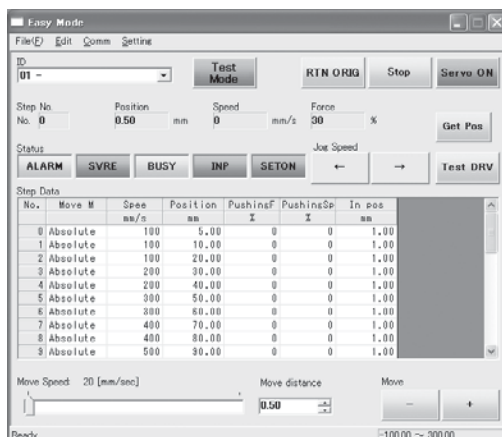 Easy Mode
File(F) Edit Comm Setting
ID
01 -
Test Mode
RTN ORIG
Stop
Servo ON
Step No. Position Speed Force
No. 0 0.50 mm 0 mm/s 30 %
Get Pos
Status
Jog Speed
ALARM SVRE BUSY INP SETON ← → Test DRV
Step Data
No. Move M Spee Position PushingF PushingSp In pos
mm/s mm % % mm
0 Absolute 100 5.00 0 0 1.00
1 Absolute 100 10.00 0 0 1.00
2 Absolute 100 20.00 0 0 1.00
3 Absolute 200 30.00 0 0 1.00
4 Absolute 200 40.00 0 0 1.00
5 Absolute 300 50.00 0 0 1.00
6 Absolute 300 60.00 0 0 1.00
7 Absolute 400 70.00 0 0 1.00
8 Absolute 400 80.00 0 0 1.00
9 Absolute 500 90.00 0 0 1.00
Move Speed: 20 [mm/sec] Move distance Move
0.50 - +
Ready -100.00 ~ 300.00